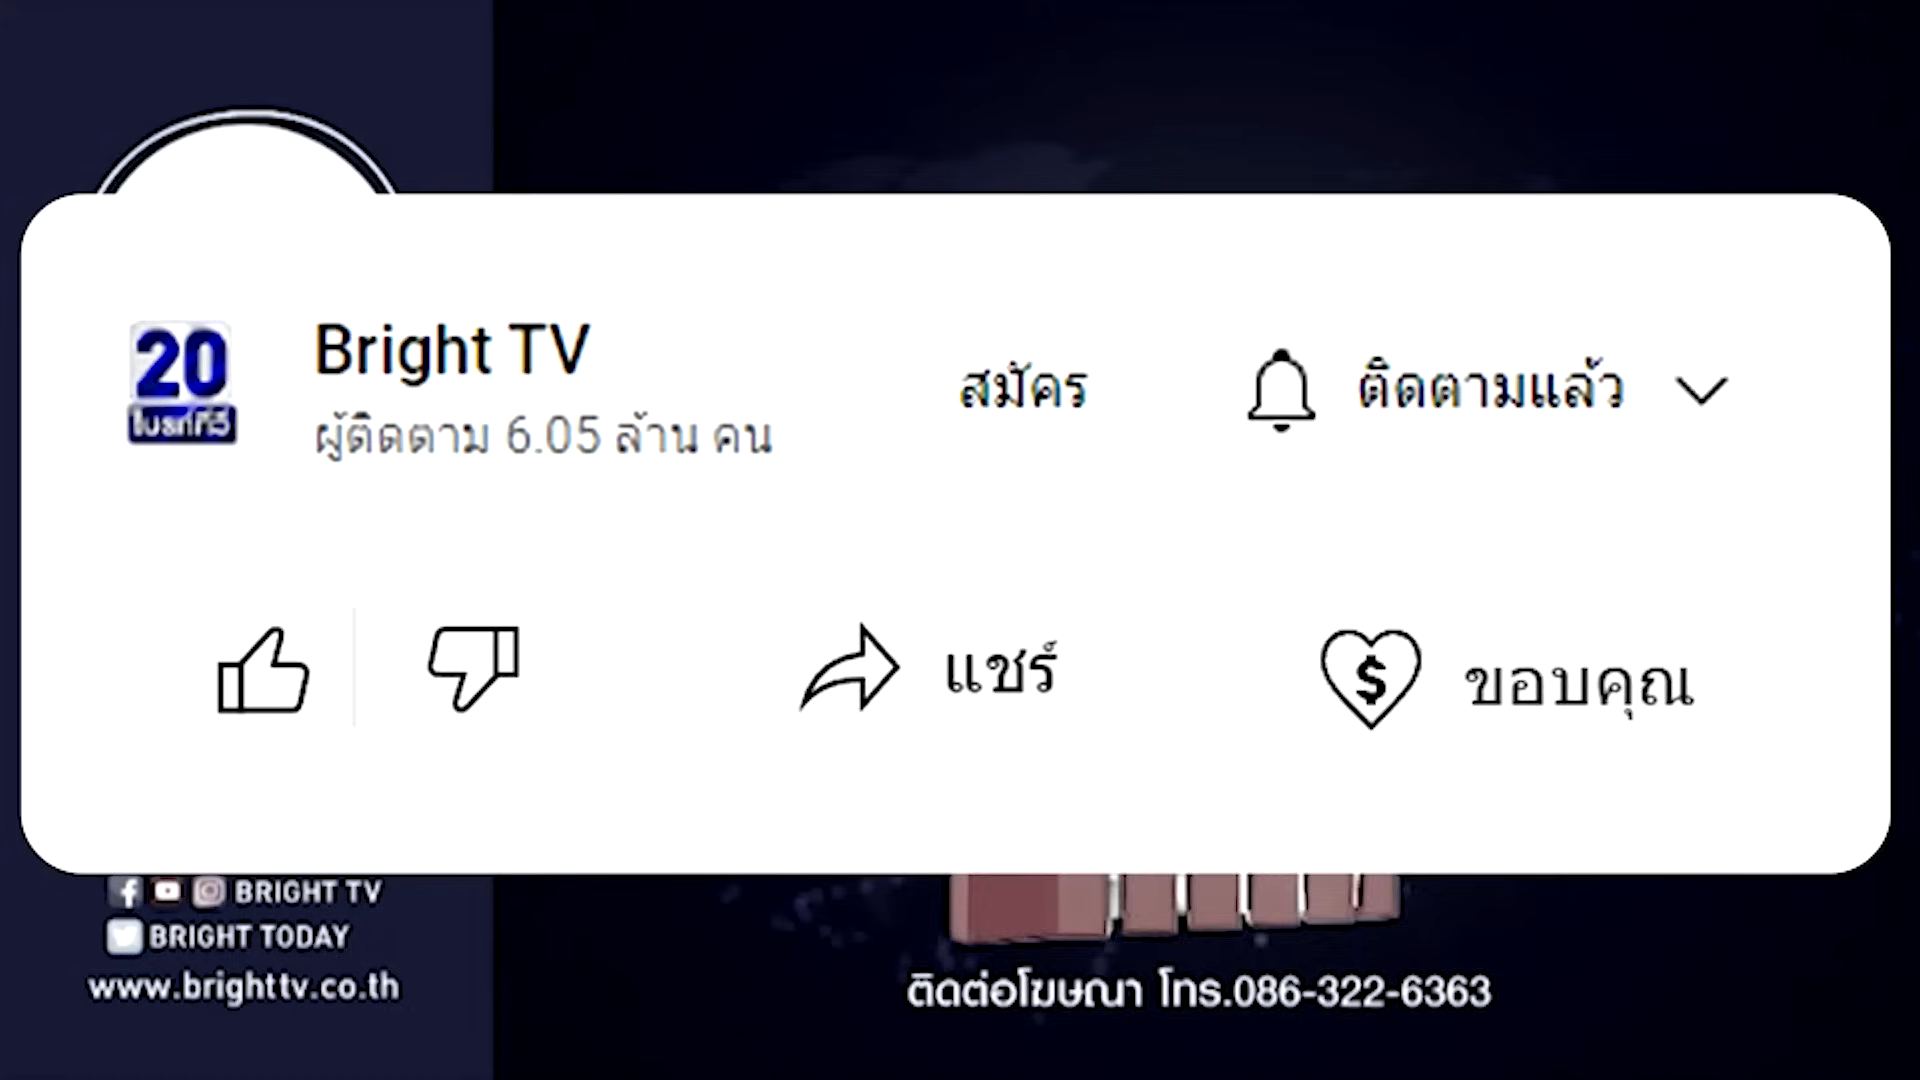 20
ไบรท์ทีวี
Bright TV
ผู้ติดตาม 6.05 ล้าน คน
สมัคร
ติดตามแล้ว
แชร์
$
ขอบคุณ
BRIGHT TV
BRIGHT TODAY
www.brighttv.co.th
ติดต่อโฆษณา โทร.086-322-6363